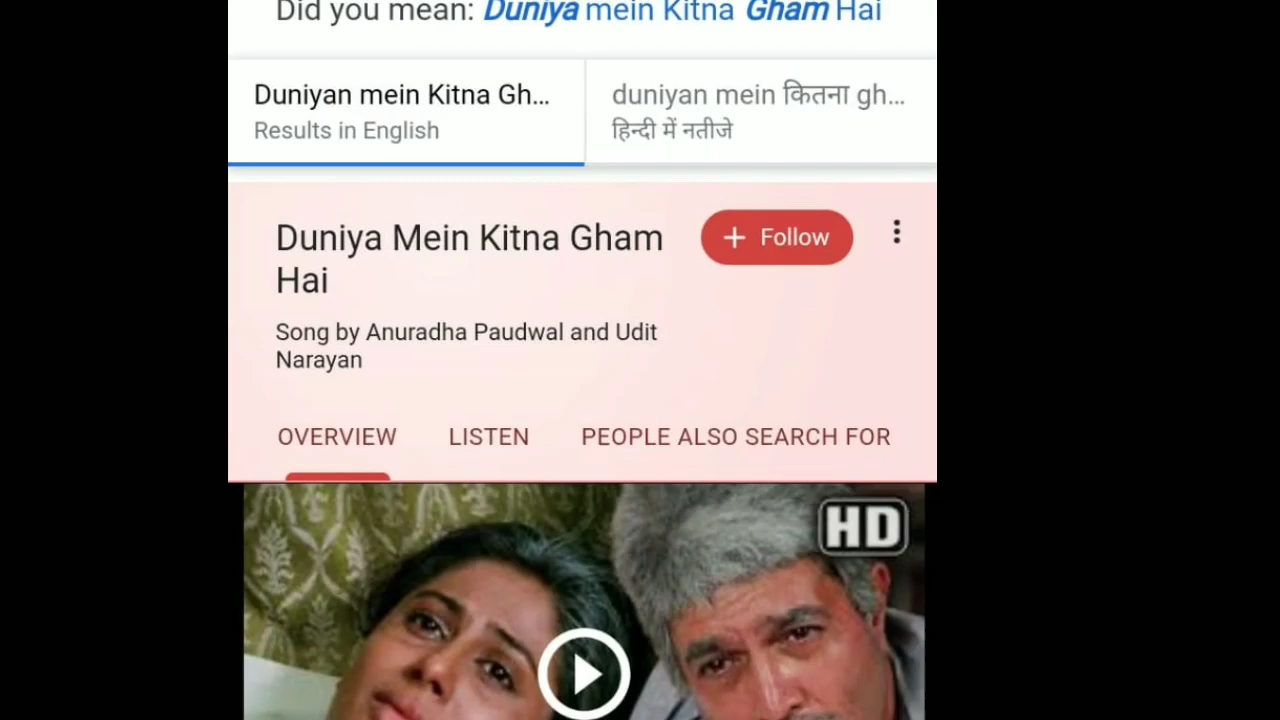 Did you mean: Duniya mein Kitna Gham Hai
Duniyan mein Kitna Gh...
Results in English
duniyan mein कितना gh...
हिन्दी में नतीजे
Duniya Mein Kitna Gham
Hai
+ Follow
Song by Anuradha Paudwal and Udit
Narayan
OVERVIEW LISTEN PEOPLE ALSO SEARCH FOR
HD